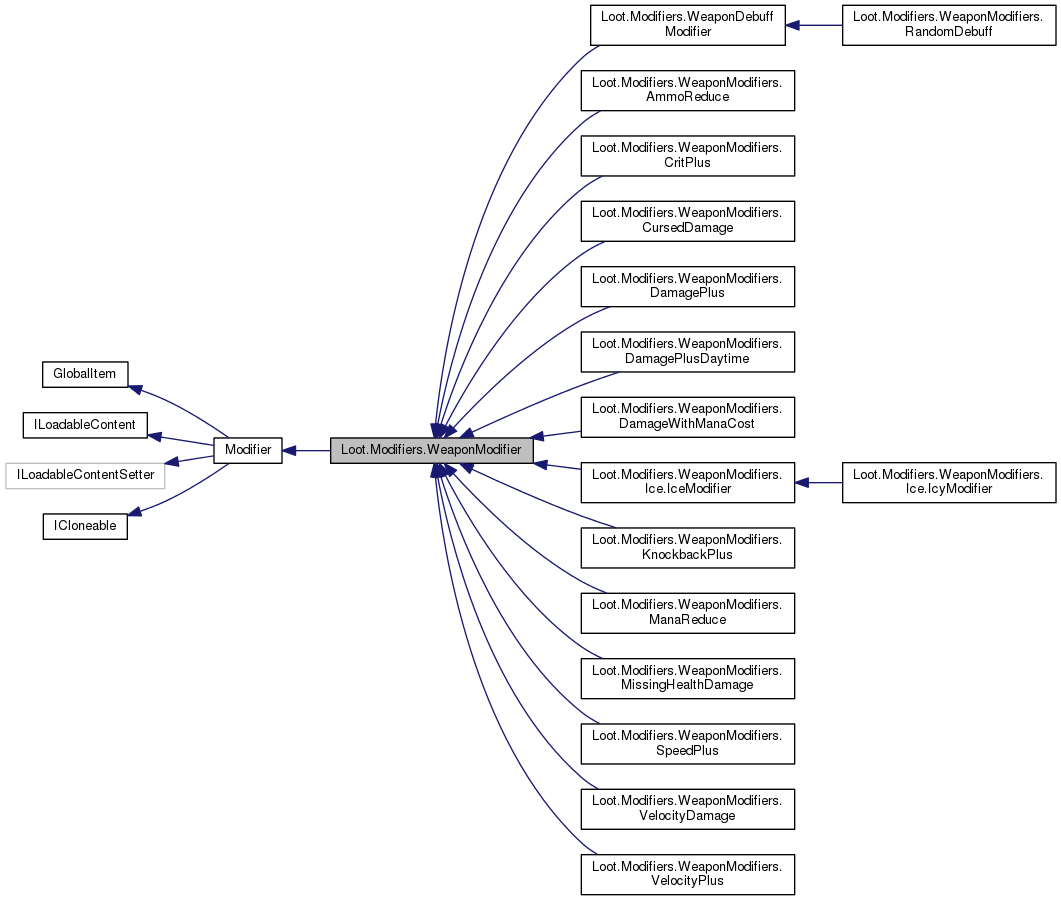 GlobalItem
ILoadableContent
ILoadableContentSetter
ICloneable
Modifier
Loot.Modifiers.WeaponModifier
Loot.Modifiers.WeaponDebuff
Modifier
Loot.Modifiers.WeaponModifiers.
RandomDebuff
Loot.Modifiers.WeaponModifiers.
AmmoReduce
Loot.Modifiers.WeaponModifiers.
CritPlus
Loot.Modifiers.WeaponModifiers.
CursedDamage
Loot.Modifiers.WeaponModifiers.
DamagePlus
Loot.Modifiers.WeaponModifiers.
DamagePlusDaytime
Loot.Modifiers.WeaponModifiers.
DamageWithManaCost
Loot.Modifiers.WeaponModifiers.
Ice.IceModifier
Loot.Modifiers.WeaponModifiers.
Ice.IcyModifier
Loot.Modifiers.WeaponModifiers.
KnockbackPlus
Loot.Modifiers.WeaponModifiers.
ManaReduce
Loot.Modifiers.WeaponModifiers.
MissingHealthDamage
Loot.Modifiers.WeaponModifiers.
SpeedPlus
Loot.Modifiers.WeaponModifiers.
VelocityDamage
Loot.Modifiers.WeaponModifiers.
VelocityPlus